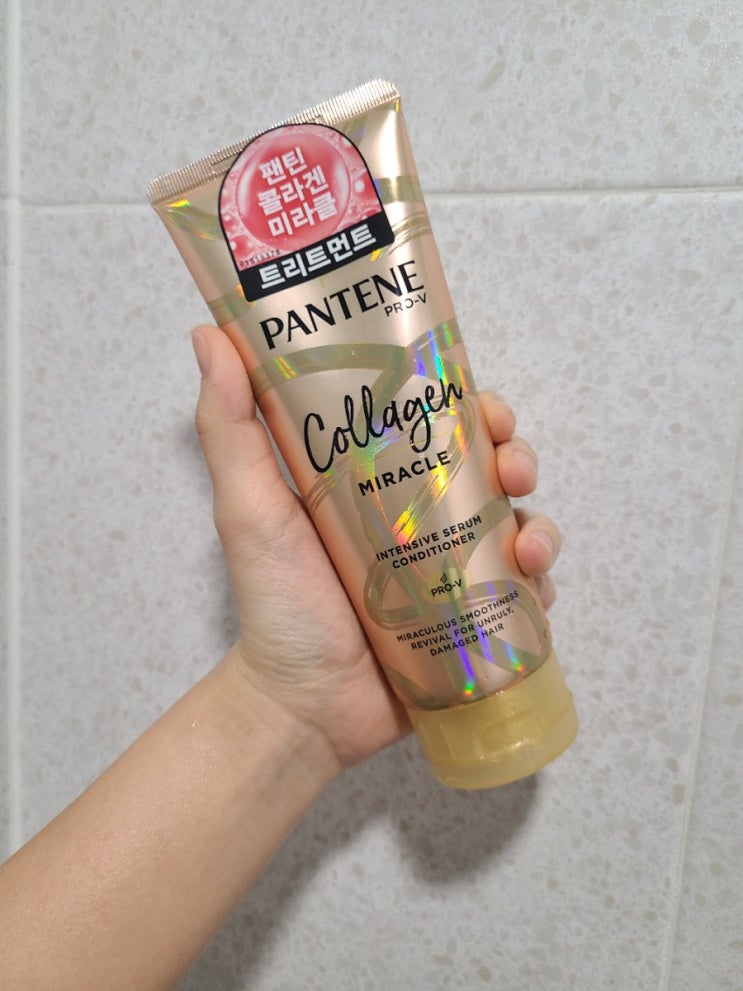 팬틴
콜라겐
미라클
트리트먼트
PANTENE
PRO-V
Collagen
MIRACLE
INTENSIVE SERUM
CONDITIONER
PRO-V
MIRACULOUS SMOOTHNESS
REVIVAL FOR UNRULY,
DAMAGED HAIR